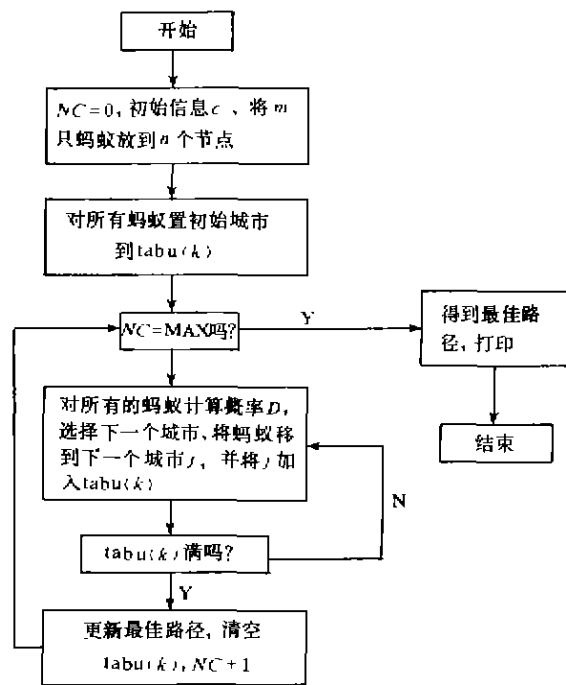 开始
NC=0, 初始信息c 、将m
只蚂蚁放到n个节点
对所有蚂蚁置初始城市
到tabu(k)
NC=MAX吗?
Y
得到最佳路
径, 打印
结束
对所有的蚂蚁计算概率D,
选择下一个城市、将蚂蚁移
到下一个城市j, 并将j加
入tabu(k)
N
tabu(k)满吗?
Y
更新最佳路径, 清空
tabu(k), NC+1